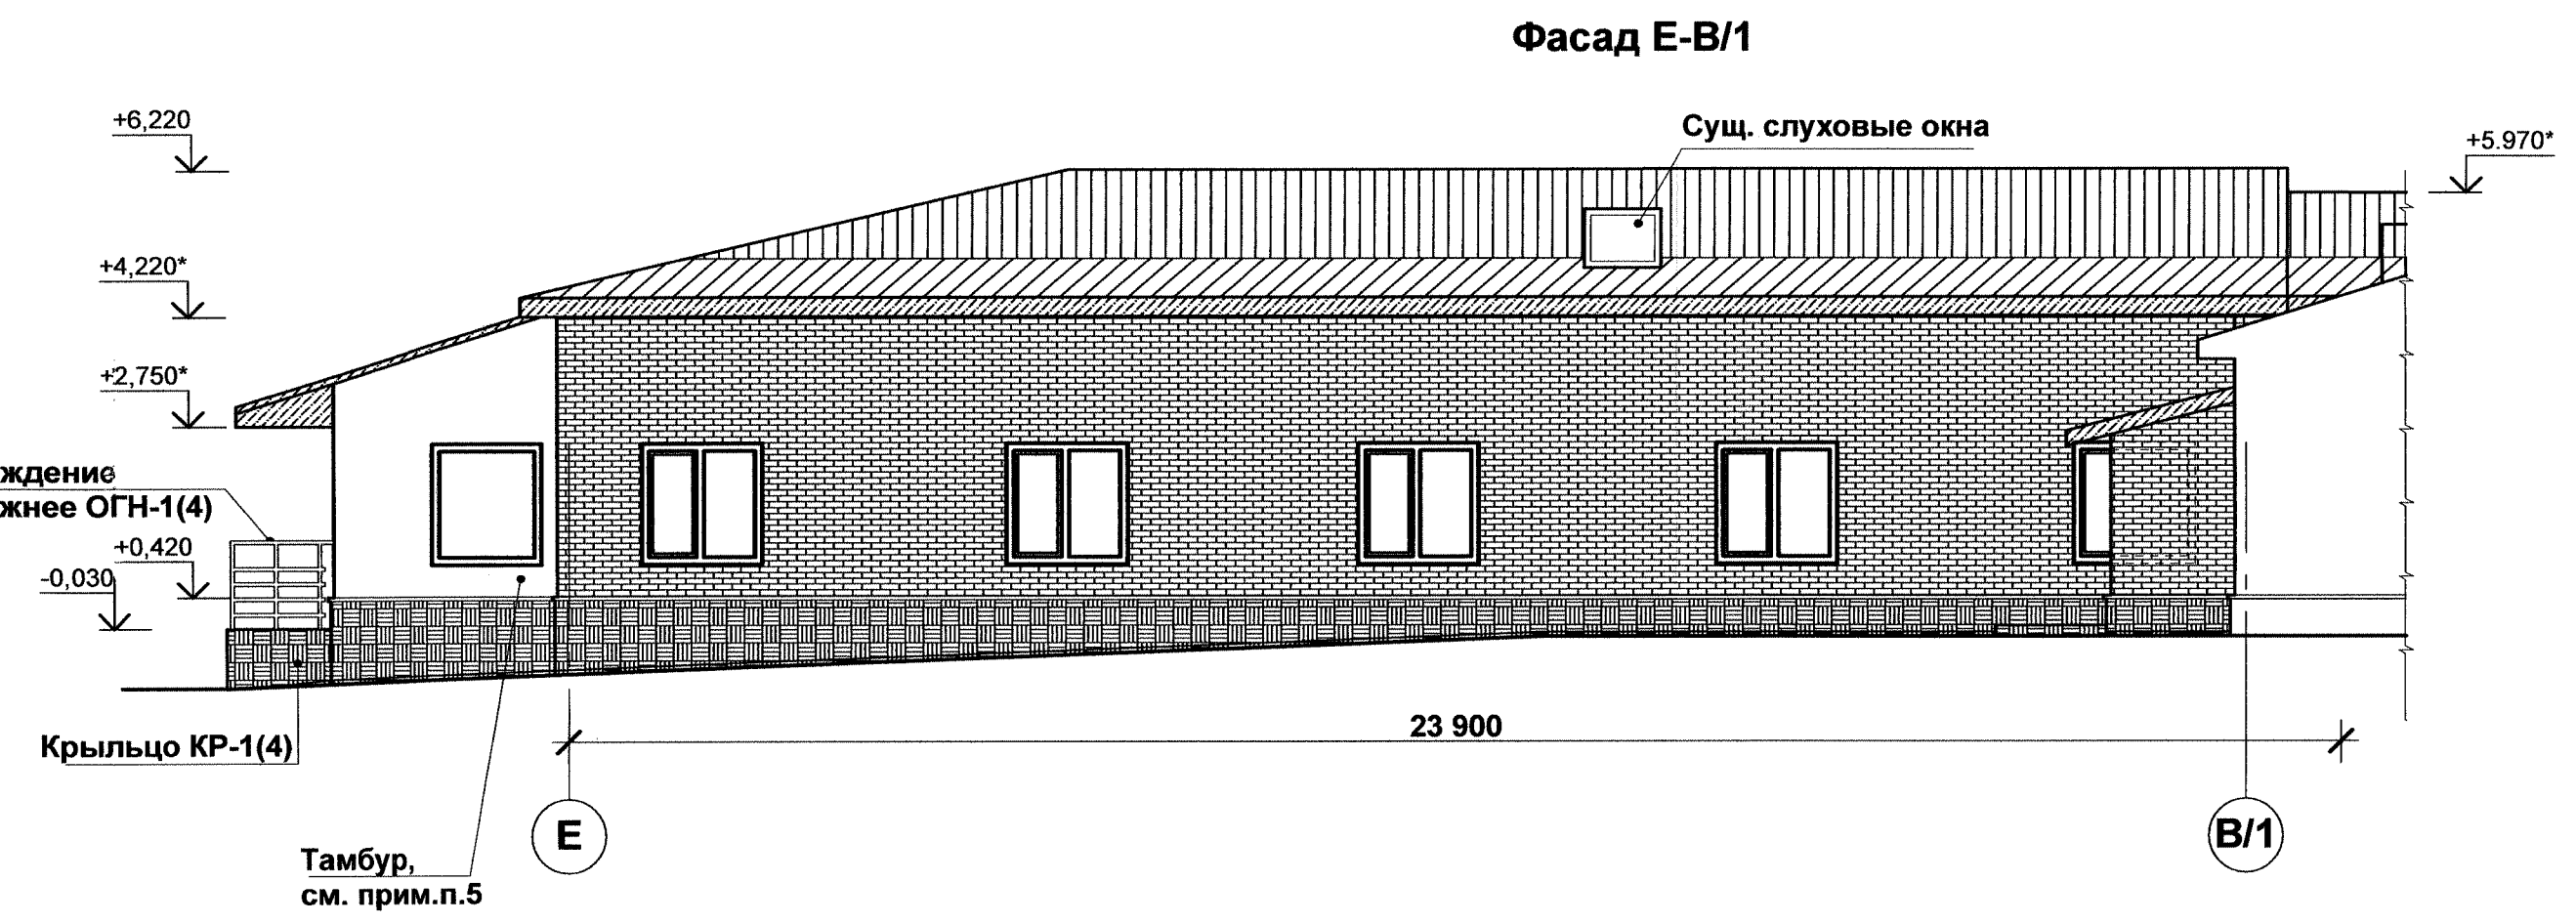 Фасад Е-В/1
+6,220
Сущ. слуховые окна
+5.970*
+4,220*
+2,750*
ждение
жнее ОГН-1(4)
+0,420
-0,030
23 900
Крыльцо КР-1(4)
Е
В/1
Тамбур,
см. прим.п.5